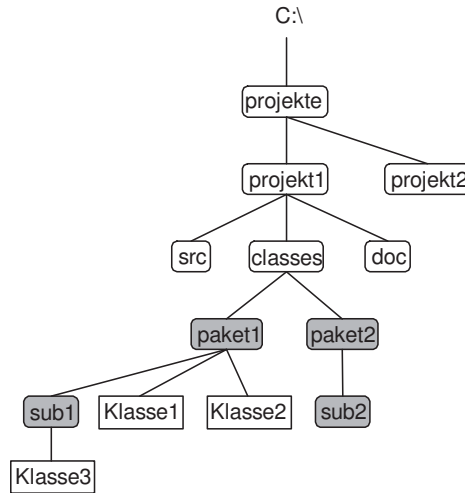 C:\
projekte
projekt1 projekt2
src classes doc
paket1 paket2
sub1 Klasse1 Klasse2 sub2
Klasse3